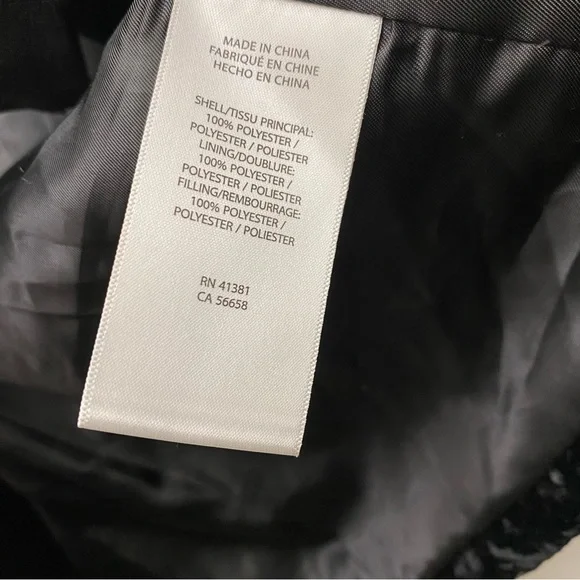 MADE IN CHINA
FABRIQUÉ EN CHINE
HECHO EN CHINA
SHELL/TISSU PRINCIPAL:
100% POLYESTER /
POLYESTER / POLIESTER
LINING/DOUBLURE:
100% POLYESTER /
POLYESTER / POLIESTER
FILLING/REMBOURRAGE:
100% POLYESTER /
POLYESTER / POLIESTER
RN 41381
CA 56658